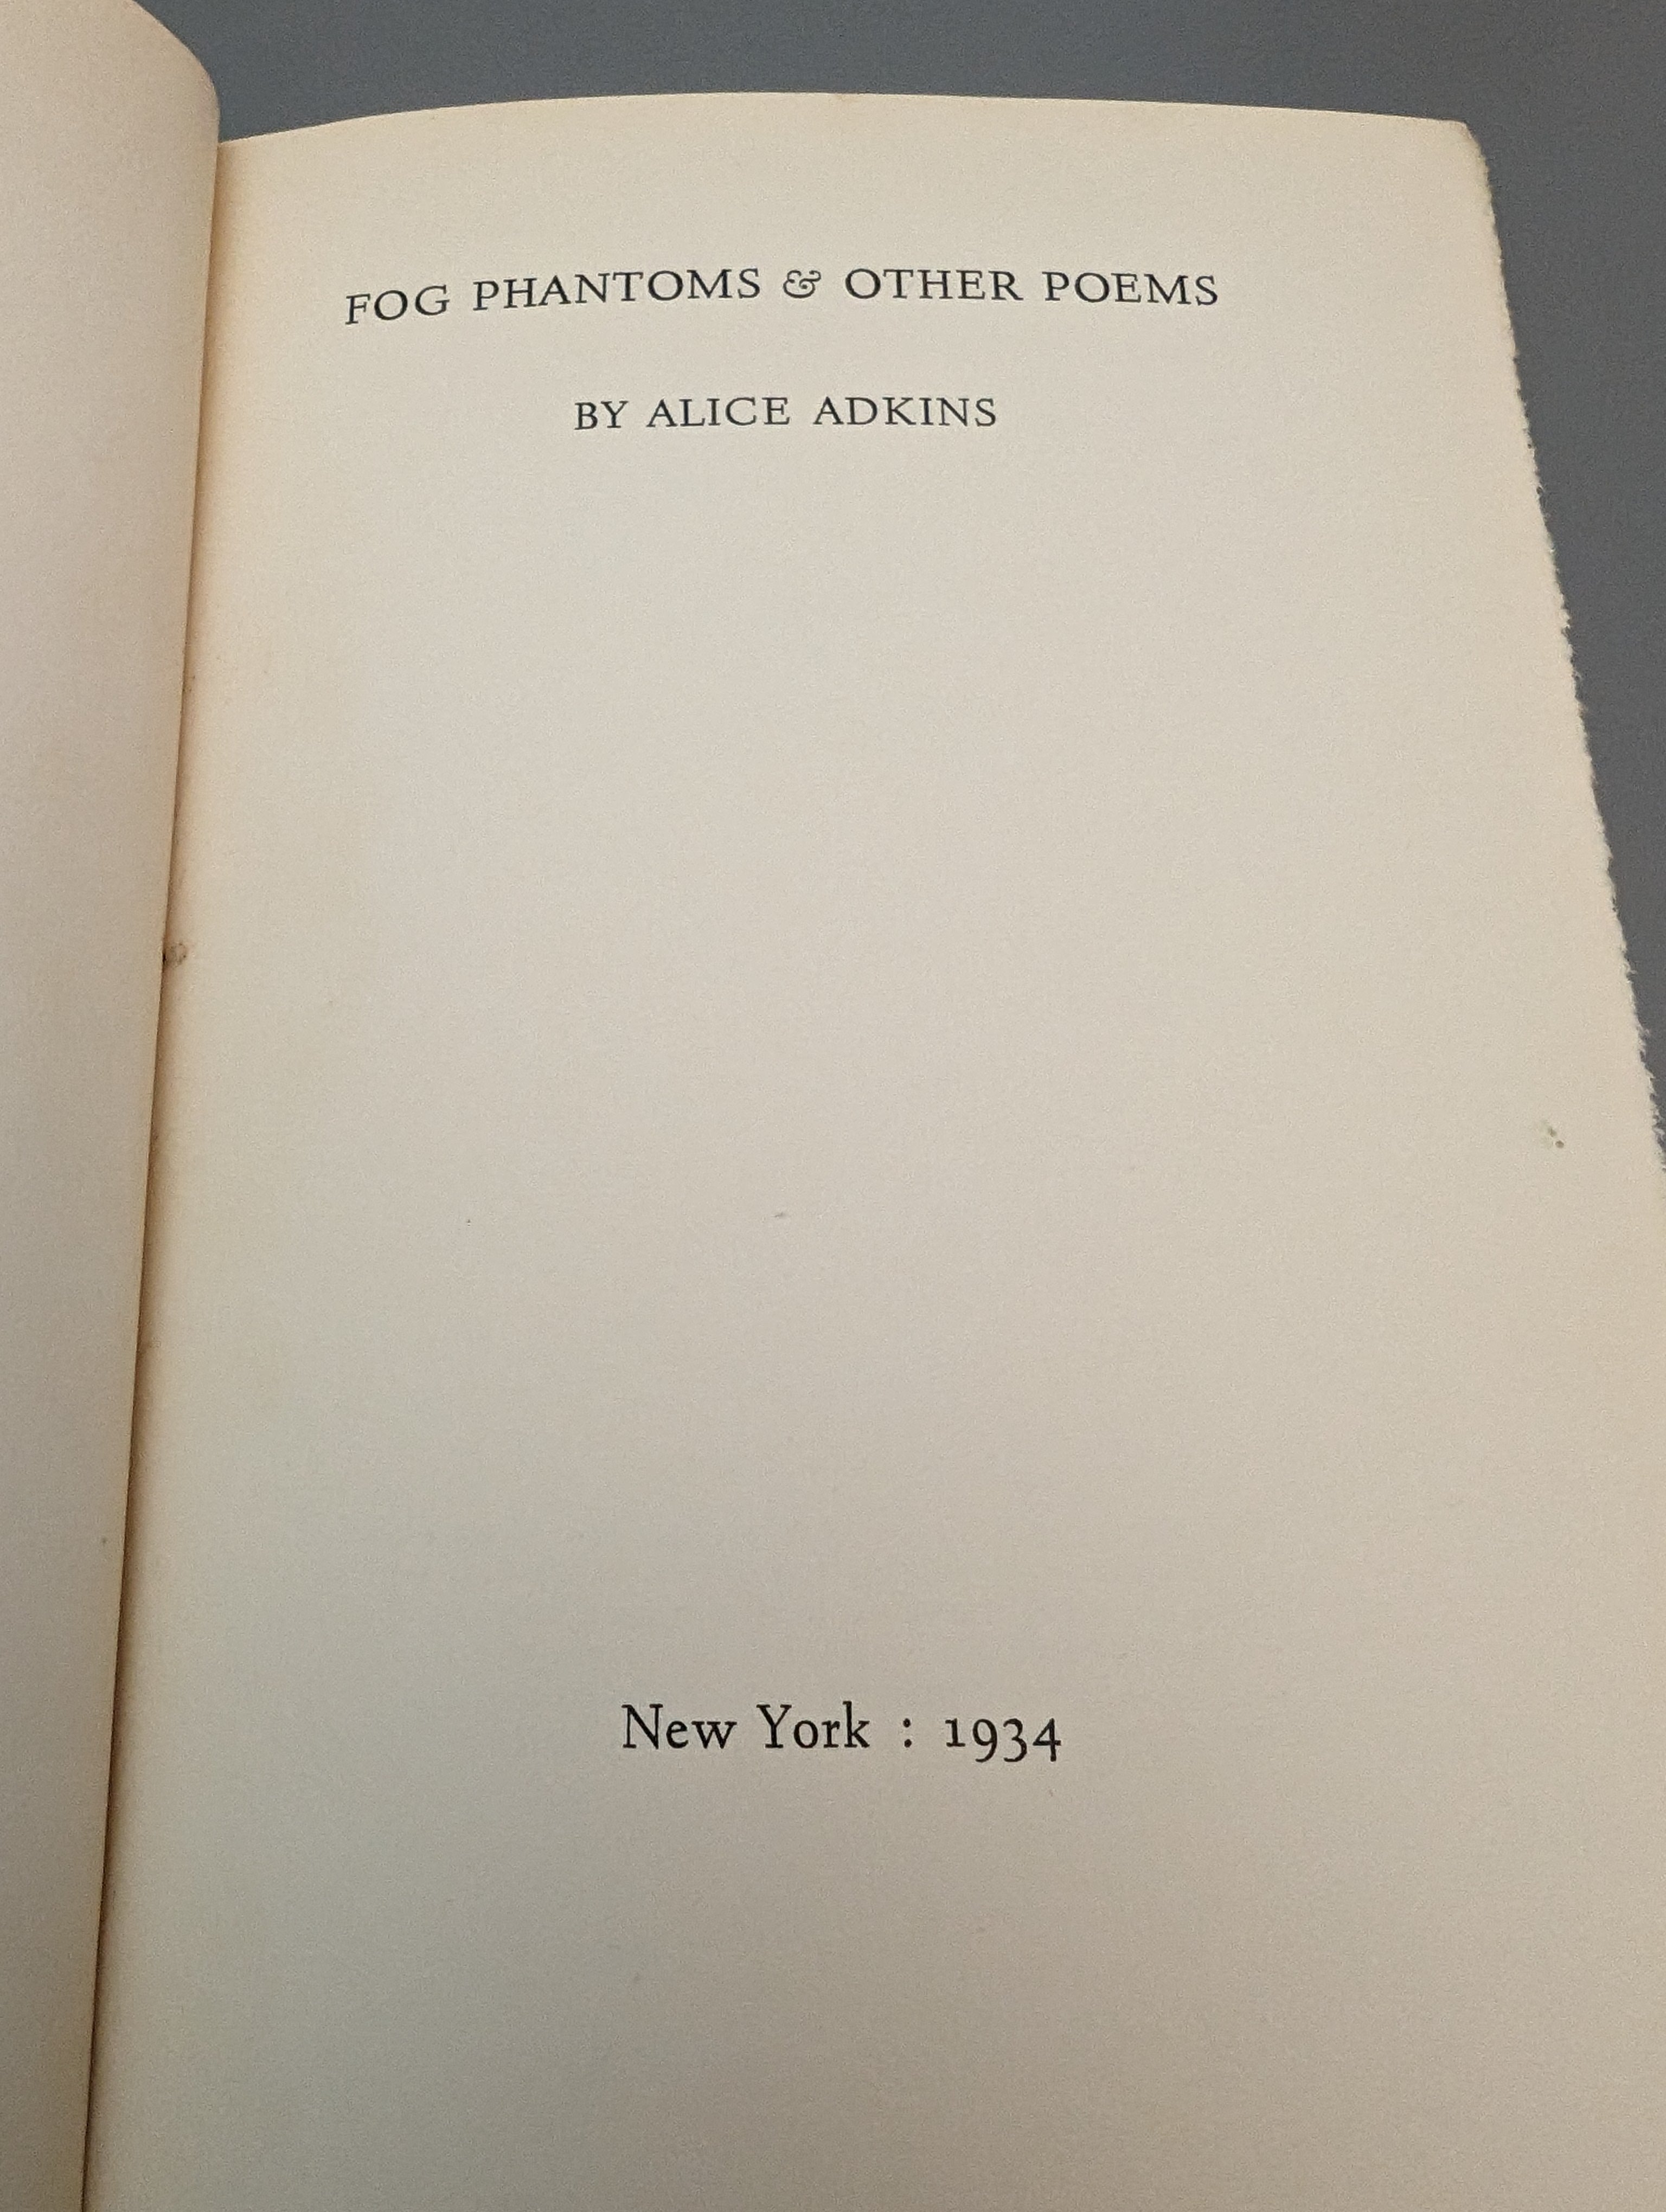 FOG PHANTOMS & OTHER POEMS
BY ALICE ADKINS
New York : 1934